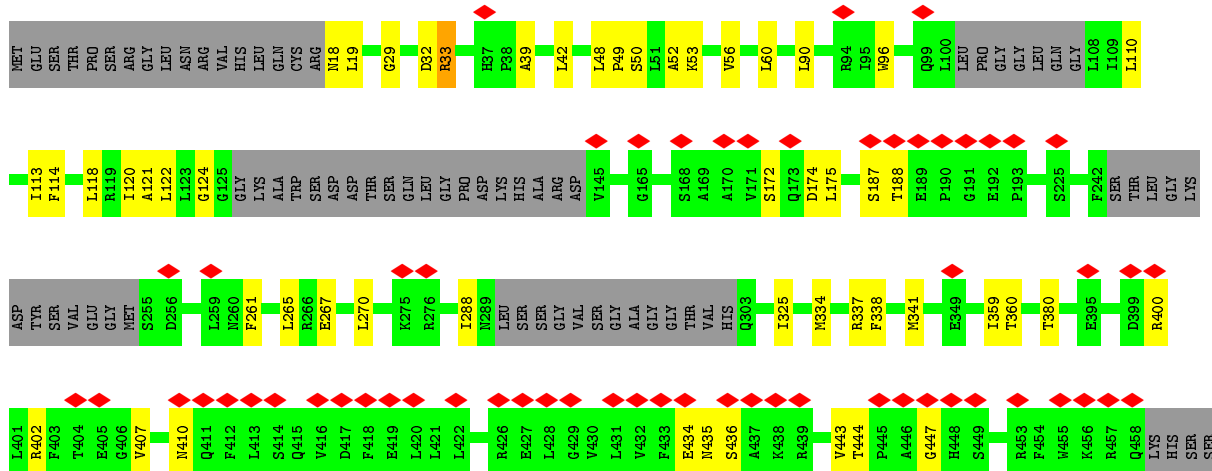 MET GLU SER THR PRO SER ARG GLY LEU ASN ARG VAL HIS LEU GLN CYS ARG N18 L19 G29 D32 R33 H37 P38 A39 L42 L48 P49 S50 L51 A52 K53 V56 L60 L90 R94 I95 W96 Q99 L100 LEU PRO GLY GLY LEU GLN GLY L108 I109 L110
I113 F114 L118 R119 I120 A121 L122 L123 G124 G125 GLY LYS ALA TRP SER ASP ASP THR SER GLN LEU GLY PRO ASP LYS HIS ALA ARG ASP V145 G165 S168 A169 A170 V171 S172 Q173 D174 L175 S187 T188 E189 P190 G191 E192 P193 S225 F242 SER THR LEU GLY LYS
ASP TYR SER VAL GLU GLY MET S255 D256 L259 N260 F261 L265 R266 E267 L270 K275 R276 I288 N289 LEU SER SER GLY VAL SER GLY ALA GLY GLY THR VAL HIS Q303 I325 M334 R337 F338 M341 E349 I359 T360 T380 E395 D399 R400
L401 R402 F403 T404 E405 G406 V407 N410 Q411 F412 L413 S414 Q415 V416 D417 F418 E419 L420 L421 L422 R426 E427 L428 G429 V430 L431 V432 F433 E434 N435 S436 A437 K438 R439 V443 T444 P445 A446 G447 H448 S449 R453 F454 W455 K456 R457 Q458 LYS HIS SER SER